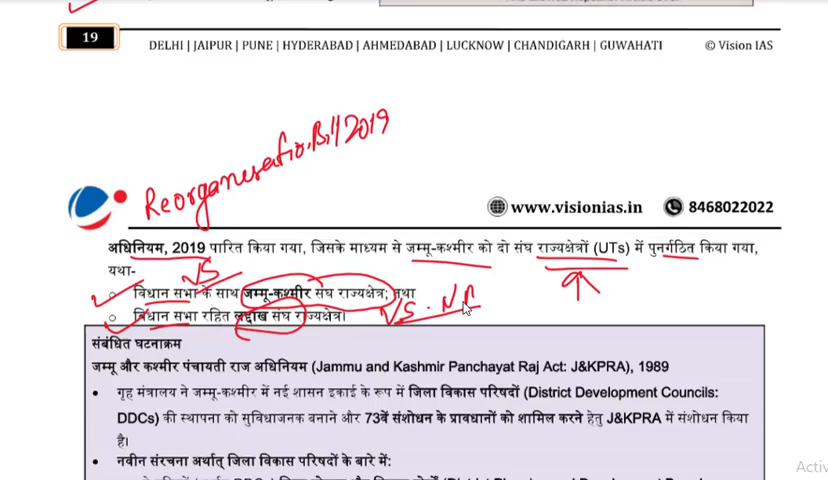 19
DELHI | JAIPUR | PUNE | HYDERABAD | AHMEDABAD | LUCKNOW | CHANDIGARH | GUWAHATI
© Vision IAS
Reorganesatio.Bill 2019
www.visionias.in
8468022022
अधिनियम, 2019 पारित किया गया, जिसके माध्यम से जम्मू-कश्मीर को दो संघ राज्यक्षेत्रों (UTs) में पुनर्गठित किया गया,
यथा-
VS
○ विधान सभा के साथ जम्मू-कश्मीर संघ राज्यक्षेत्र; तथा
○ विधान सभा रहित लद्दाख संघ राज्यक्षेत्र।
VS.
संबंधित घटनाक्रम
जम्मू और कश्मीर पंचायती राज अधिनियम (Jammu and Kashmir Panchayat Raj Act: J&KPRA), 1989
• गृह मंत्रालय ने जम्मू-कश्मीर में नई शासन इकाई के रूप में जिला विकास परिषदों (District Development Councils:
DDCs) की स्थापना को सुविधाजनक बनाने और 73वें संशोधन के प्रावधानों को शामिल करने हेतु J&KPRA में संशोधन किया
है।
• नवीन संरचना अर्थात् जिला विकास परिषदों के बारे में:
Activ